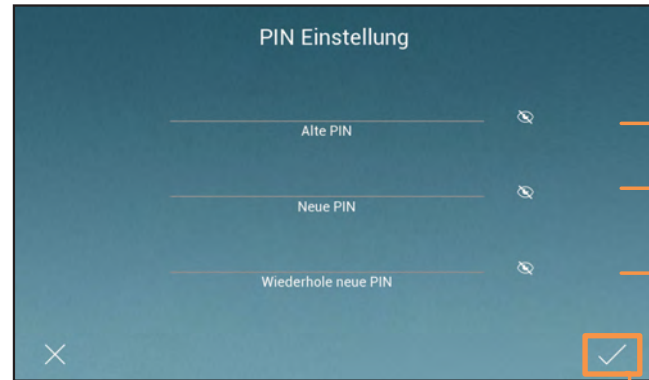 PIN Einstellung
Alte PIN
Neue PIN
Wiederhole neue PIN